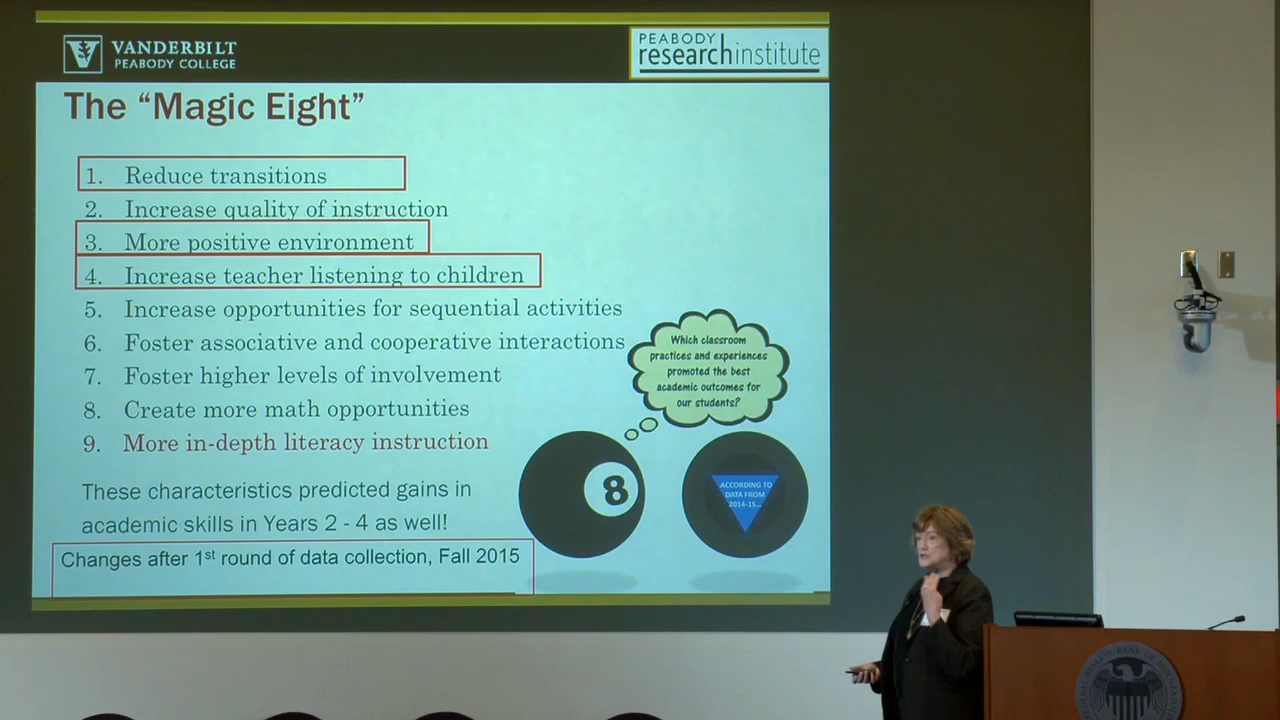 VANDERBILT
PEABODY COLLEGE
PEABODY
researchinstitute
The “Magic Eight”
1. Reduce transitions
2. Increase quality of instruction
3. More positive environment
4. Increase teacher listening to children
5. Increase opportunities for sequential activities
6. Foster associative and cooperative interactions
7. Foster higher levels of involvement
8. Create more math opportunities
9. More in-depth literacy instruction
Which classroom
practices and experiences
promoted the best
academic outcomes for
our students?
8
ACCORDING TO
DATA FROM
2014-15...
These characteristics predicted gains in
academic skills in Years 2 - 4 as well!
Changes after 1st round of data collection, Fall 2015